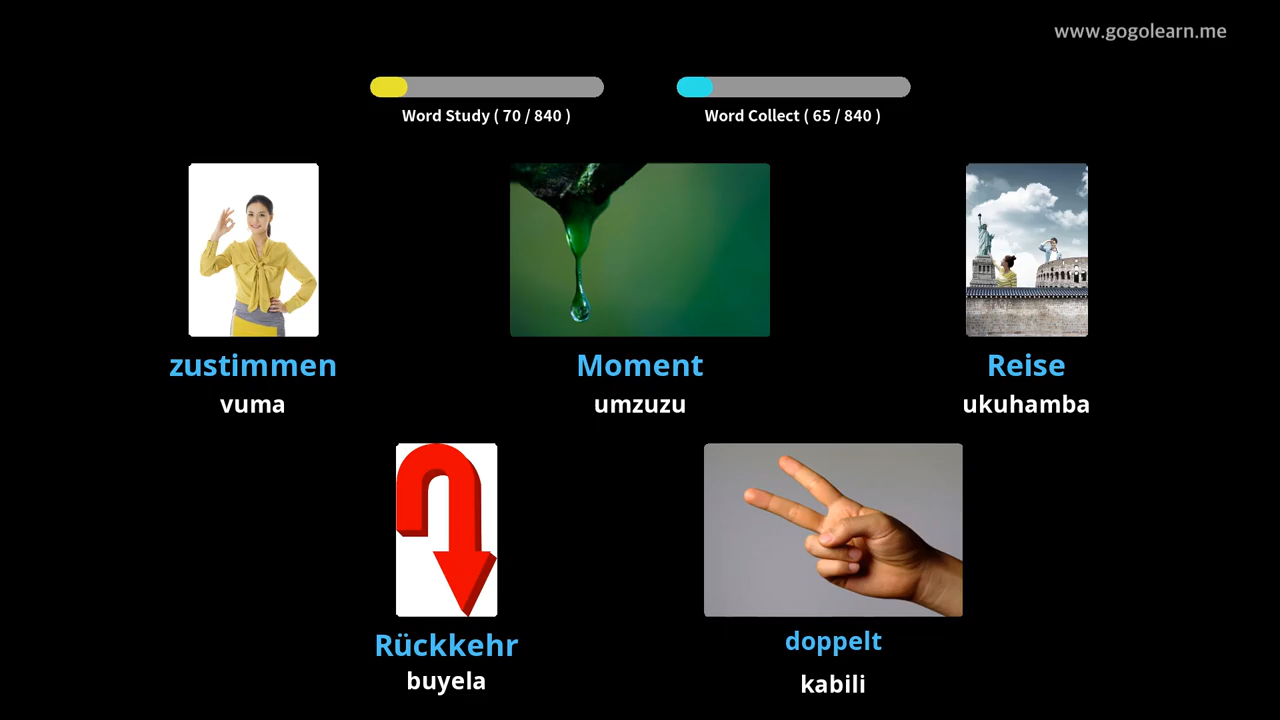 www.gogolearn.me
Word Study ( 70 / 840 )
Word Collect ( 65 / 840 )
zustimmen
vuma
Moment
umzuzu
Reise
ukuhamba
Rückkehr
buyela
doppelt
kabili